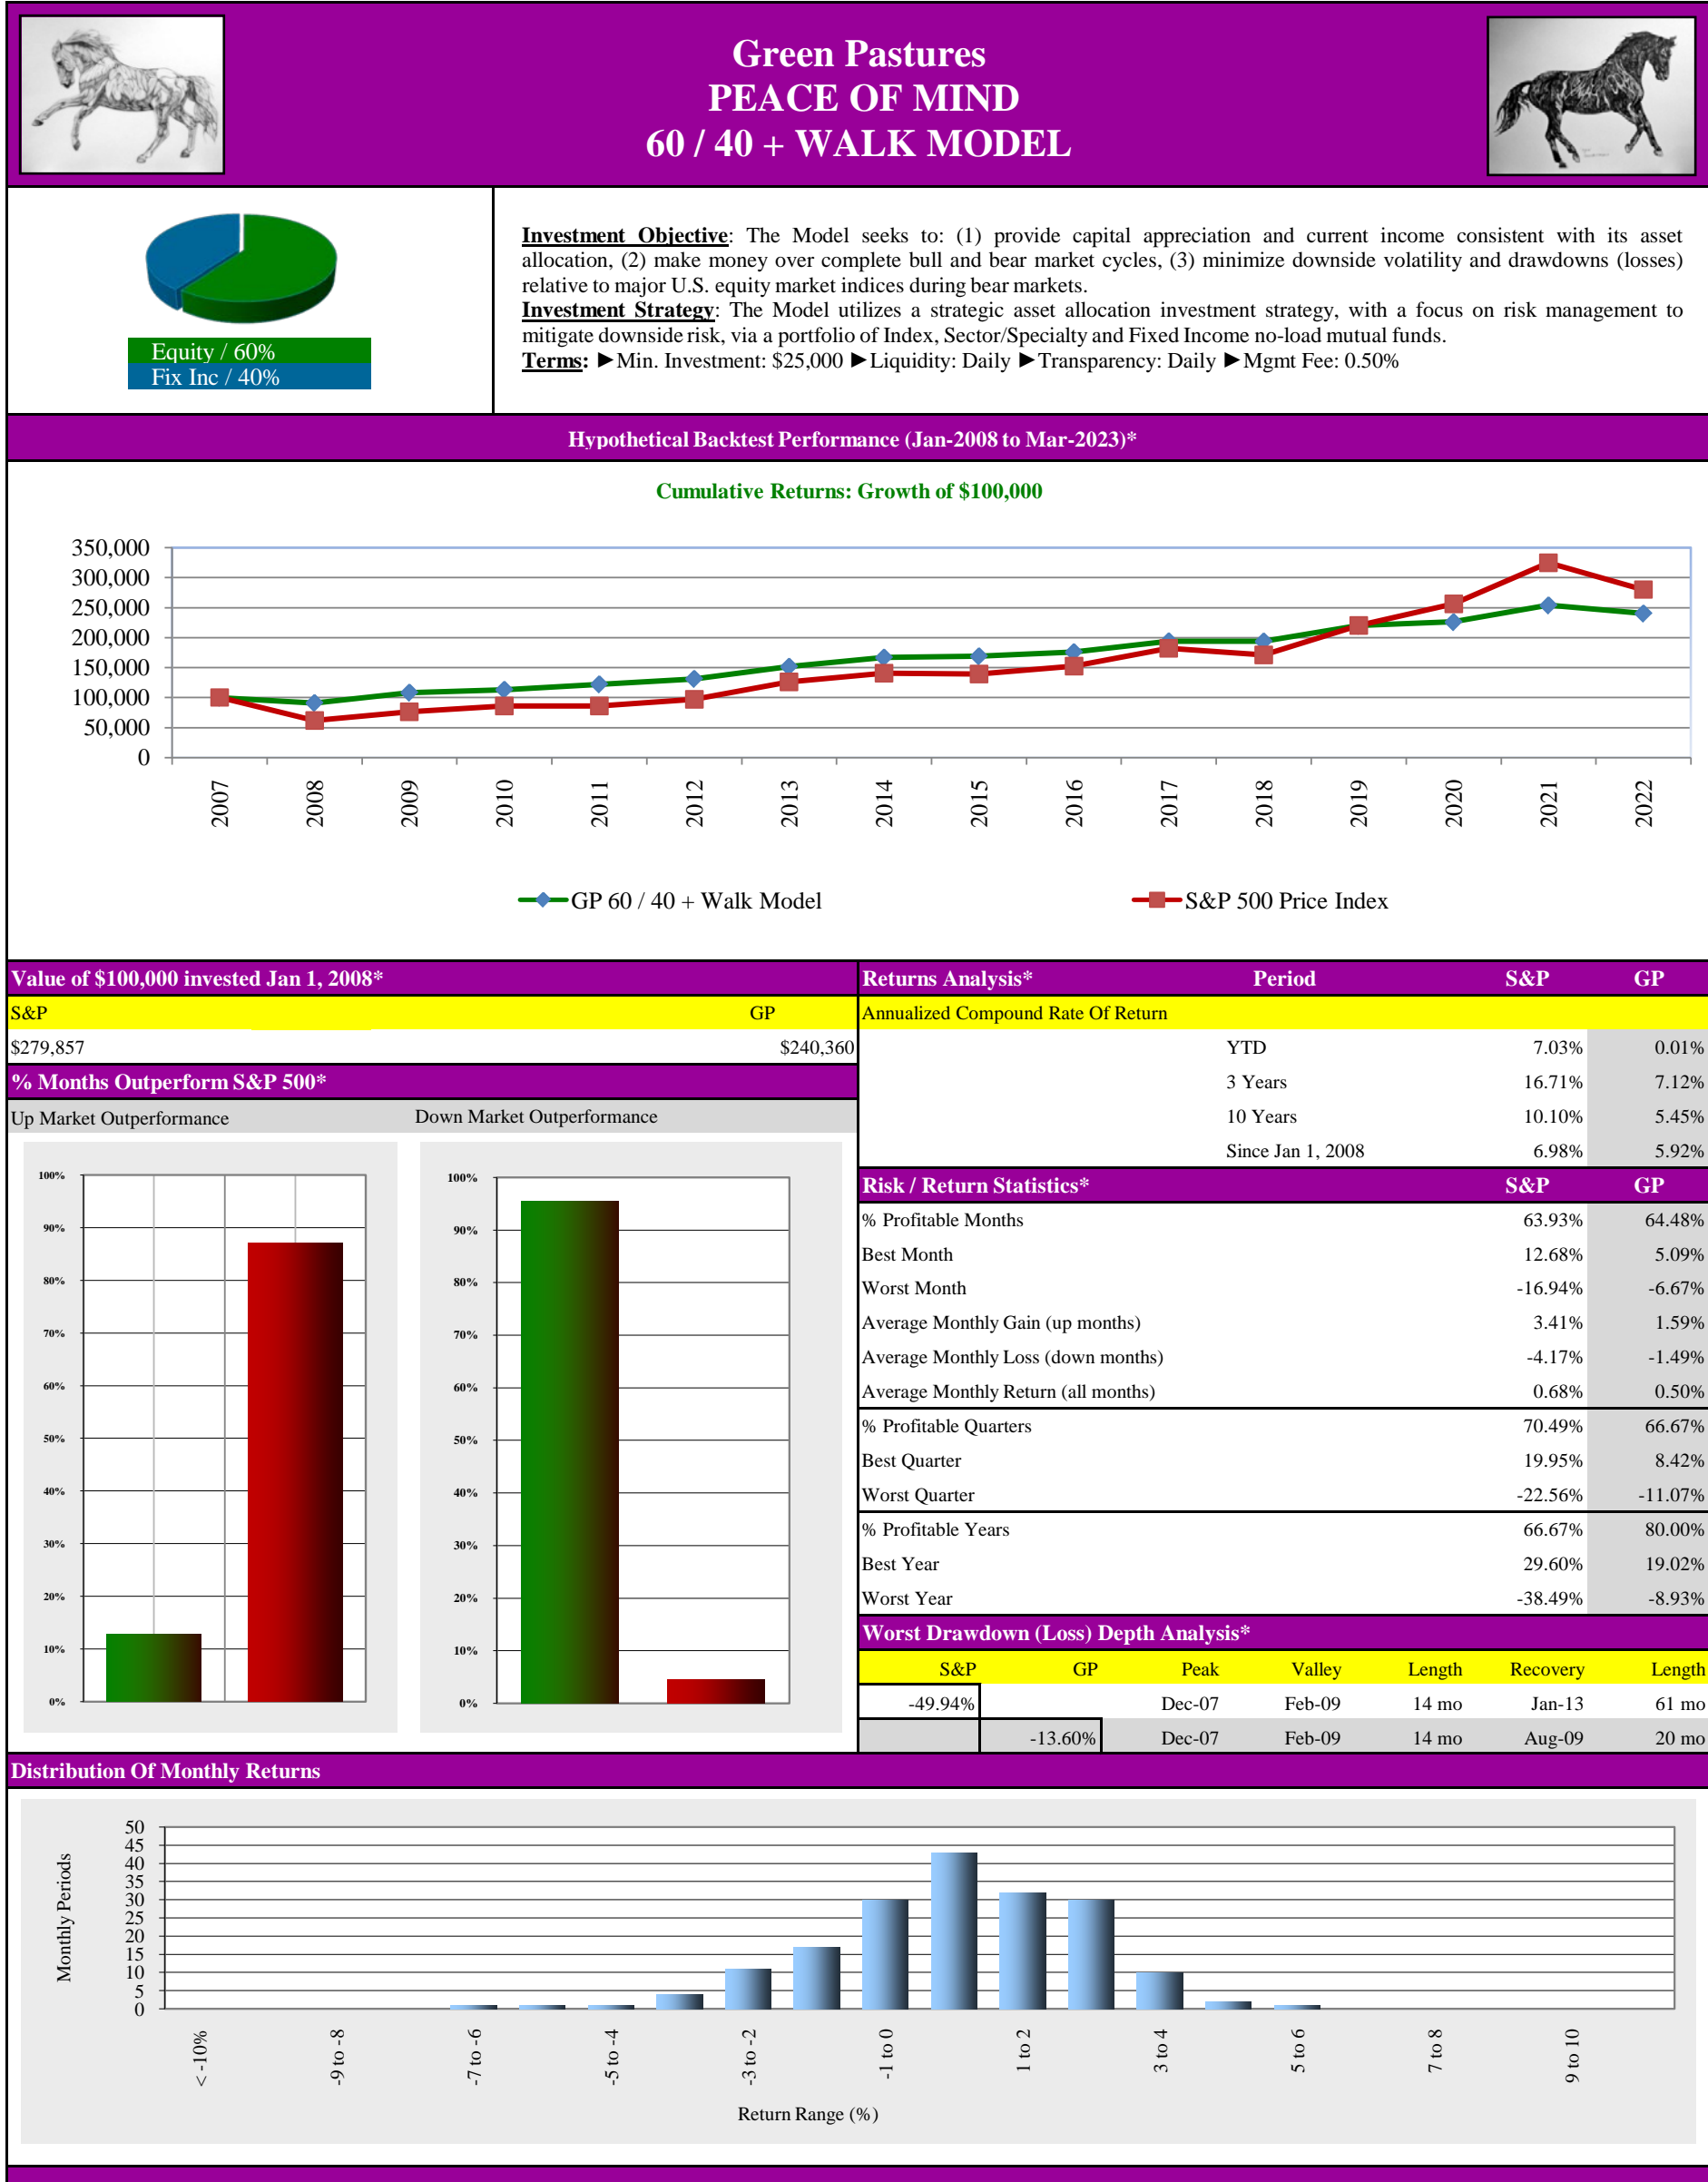 Green Pastures
PEACE OF MIND
60 / 40 + WALK MODEL
Equity / 60%
Fix Inc / 40%
Investment Objective: The Model seeks to: (1) provide capital appreciation and current income consistent with its asset
allocation, (2) make money over complete bull and bear market cycles, (3) minimize downside volatility and drawdowns (losses)
relative to major U.S. equity market indices during bear markets.
Investment Strategy: The Model utilizes a strategic asset allocation investment strategy, with a focus on risk management to
mitigate downside risk, via a portfolio of Index, Sector/Specialty and Fixed Income no-load mutual funds.
Terms: ►Min. Investment: $25,000 ►Liquidity: Daily ►Transparency: Daily ►Mgmt Fee: 0.50%
Hypothetical Backtest Performance (Jan-2008 to Mar-2023)*
Cumulative Returns: Growth of $100,000
350,000
300,000
250,000
200,000
150,000
100,000
50,000
0
2007 2008 2009 2010 2011 2012 2013 2014 2015 2016 2017 2018 2019 2020 2021 2022
GP 60 / 40 + Walk Model S&P 500 Price Index
Value of $100,000 invested Jan 1, 2008*
S&P GP
$279,857 $240,360
% Months Outperform S&P 500*
Up Market Outperformance Down Market Outperformance
100%
90%
80%
70%
60%
50%
40%
30%
20%
10%
0%
100%
90%
80%
70%
60%
50%
40%
30%
20%
10%
0%
Returns Analysis* Period S&P GP
Annualized Compound Rate Of Return
YTD 7.03% 0.01%
3 Years 16.71% 7.12%
10 Years 10.10% 5.45%
Since Jan 1, 2008 6.98% 5.92%
Risk / Return Statistics* S&P GP
% Profitable Months 63.93% 64.48%
Best Month 12.68% 5.09%
Worst Month -16.94% -6.67%
Average Monthly Gain (up months) 3.41% 1.59%
Average Monthly Loss (down months) -4.17% -1.49%
Average Monthly Return (all months) 0.68% 0.50%
% Profitable Quarters 70.49% 66.67%
Best Quarter 19.95% 8.42%
Worst Quarter -22.56% -11.07%
% Profitable Years 66.67% 80.00%
Best Year 29.60% 19.02%
Worst Year -38.49% -8.93%
Worst Drawdown (Loss) Depth Analysis*
S&P GP Peak Valley Length Recovery Length
-49.94% Dec-07 Feb-09 14 mo Jan-13 61 mo
-13.60% Dec-07 Feb-09 14 mo Aug-09 20 mo
Distribution Of Monthly Returns
Monthly Periods
50
45
40
35
30
25
20
15
10
5
0
< -10% -9 to -8 -7 to -6 -5 to -4 -3 to -2 -1 to 0 1 to 2 3 to 4 5 to 6 7 to 8 9 to 10
Return Range (%)